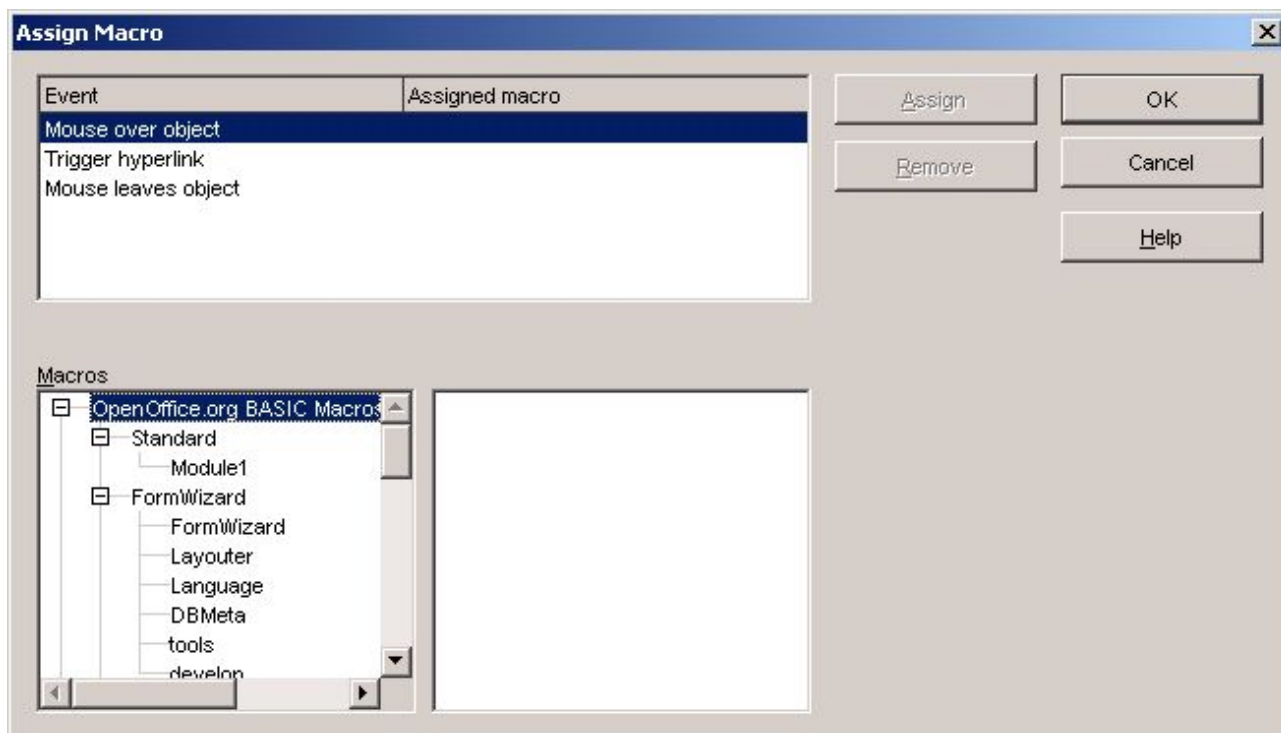 Assign Macro
Event Assigned macro
Mouse over object
Trigger hyperlink
Mouse leaves object
Assign
Remove
OK
Cancel
Help
Macros
OpenOffice.org BASIC Macros
Standard
Module1
FormWizard
FormWizard
Layouter
Language
DBMeta
tools
develop